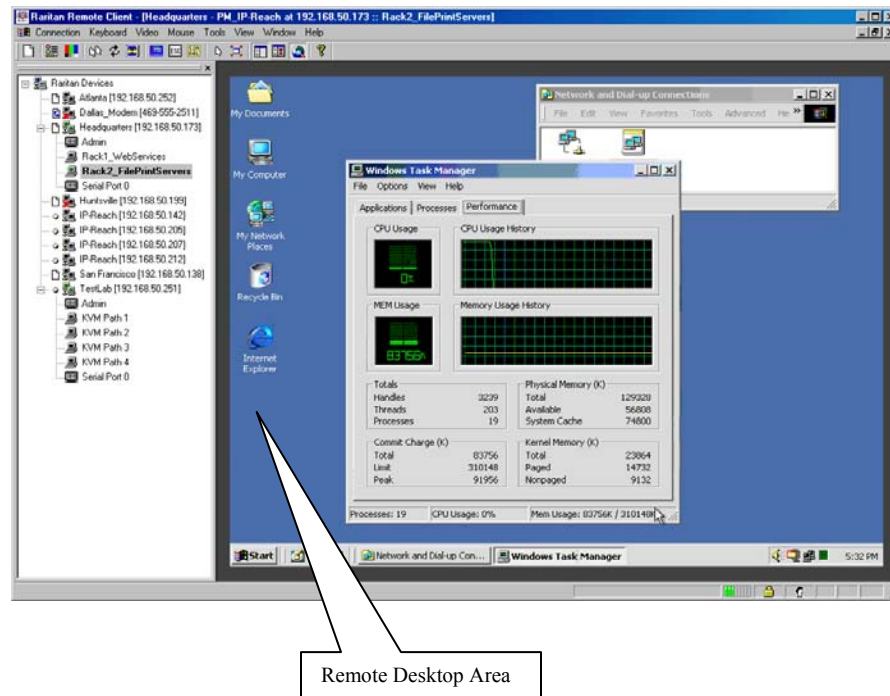 Raritan Remote Client - [Headquarters - PM_IP-Reach at 192.168.50.173 :: Rack2_FilePrintServers]
Connection Keyboard Video Mouse Tools View Window Help
Raritan Devices
Atlanta [192.168.50.252]
Dallas_Modem [469-555-2511]
Headquarters [192.168.50.173]
Admin
Rack1_WebServices
Rack2_FilePrintServers
Serial Port 0
Huntsville [192.168.50.199]
IP-Reach [192.168.50.142]
IP-Reach [192.168.50.205]
IP-Reach [192.168.50.207]
IP-Reach [192.168.50.212]
San Francisco [192.168.50.138]
TestLab [192.168.50.251]
Admin
KVM Path 1
KVM Path 2
KVM Path 3
KVM Path 4
Serial Port 0
My Documents
My Computer
My Network
Places
Recycle Bin
Internet
Explorer
Network and Dial-up Connections
File Edit View Favorites Tools Advanced He »
Windows Task Manager
File Options View Help
Applications Processes Performance
CPU Usage CPU Usage History
0%
MEM Usage Memory Usage History
83756K
Totals
Handles 3239
Threads 203
Processes 19
Physical Memory (K)
Total 129328
Available 56808
System Cache 74800
Commit Charge (K)
Total 83756
Limit 310148
Peak 91956
Kernel Memory (K)
Total 23864
Paged 14732
Nonpaged 9132
Processes: 19 CPU Usage: 0% Mem Usage: 83756K / 310148K
Start Network and Dial-up Con... Windows Task Manager 5:32 PM
Remote Desktop Area